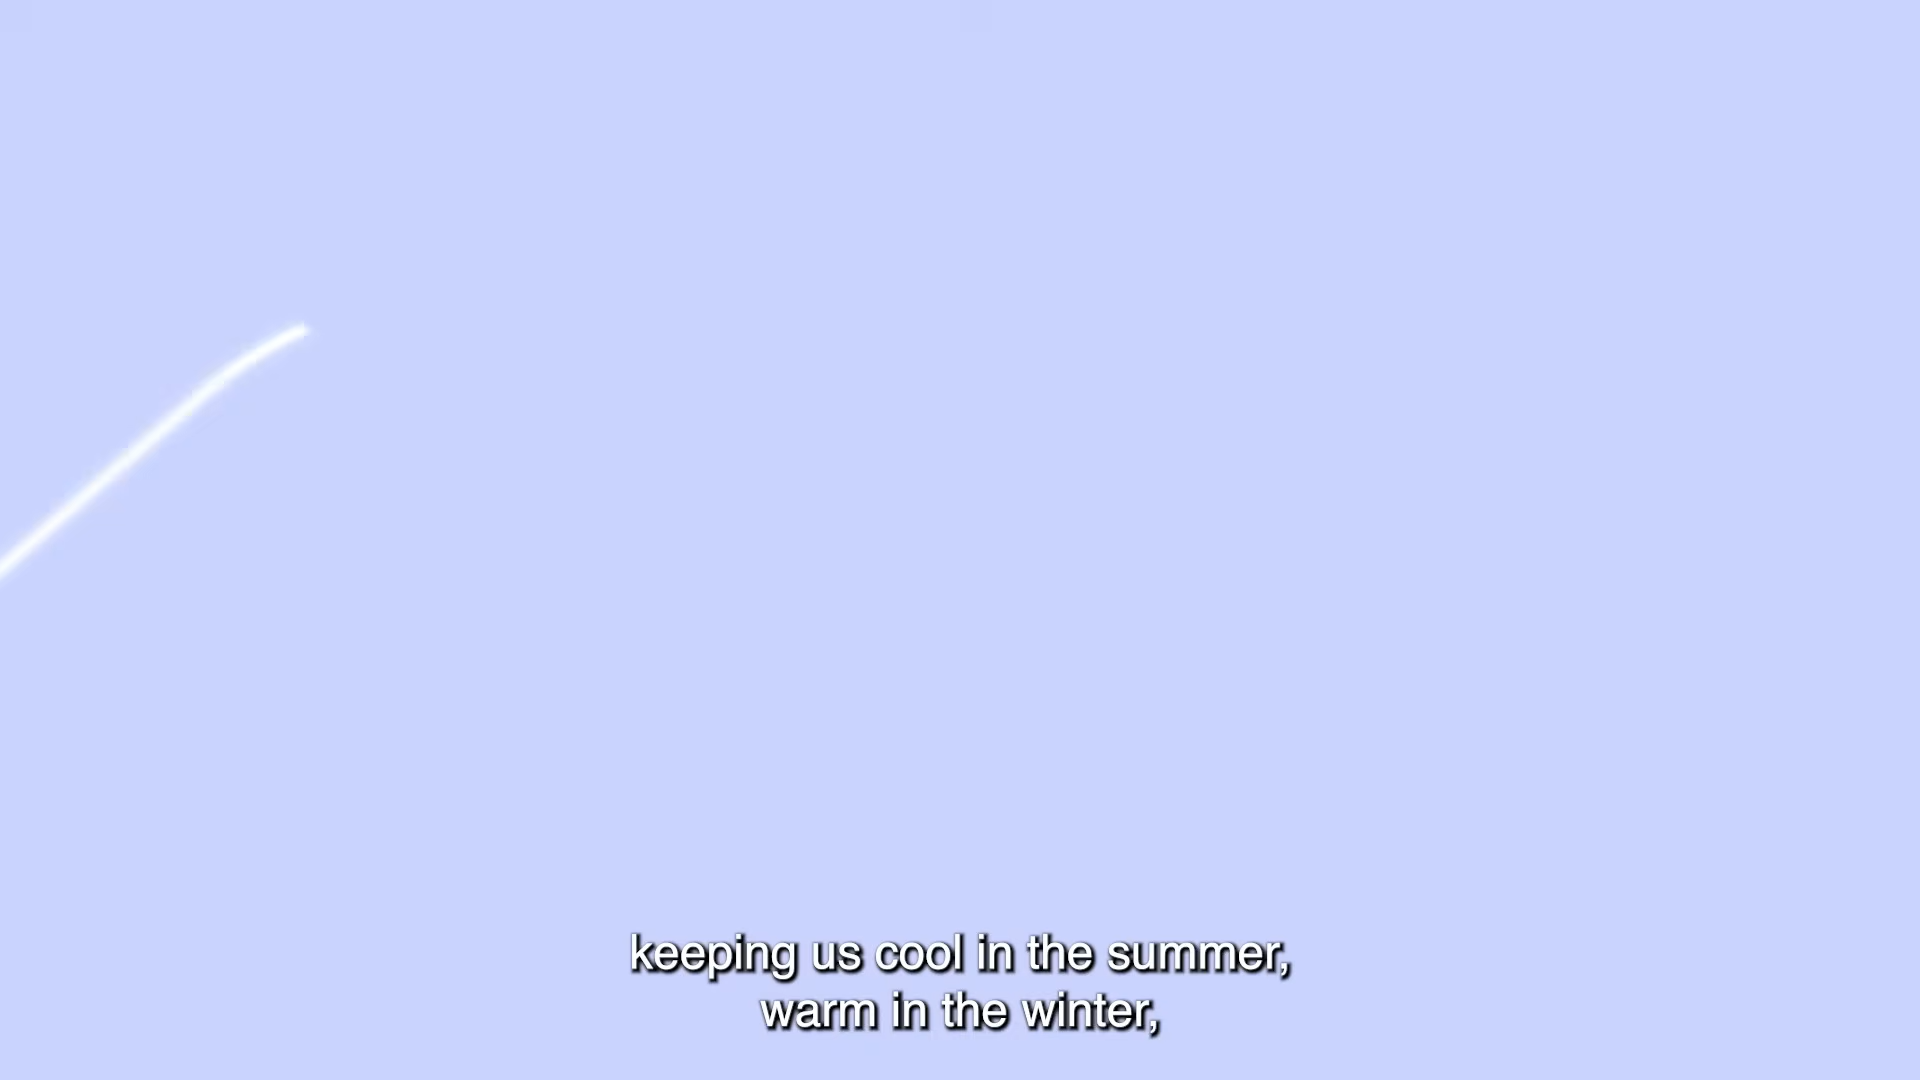 keeping us cool in the summer,
warm in the winter,